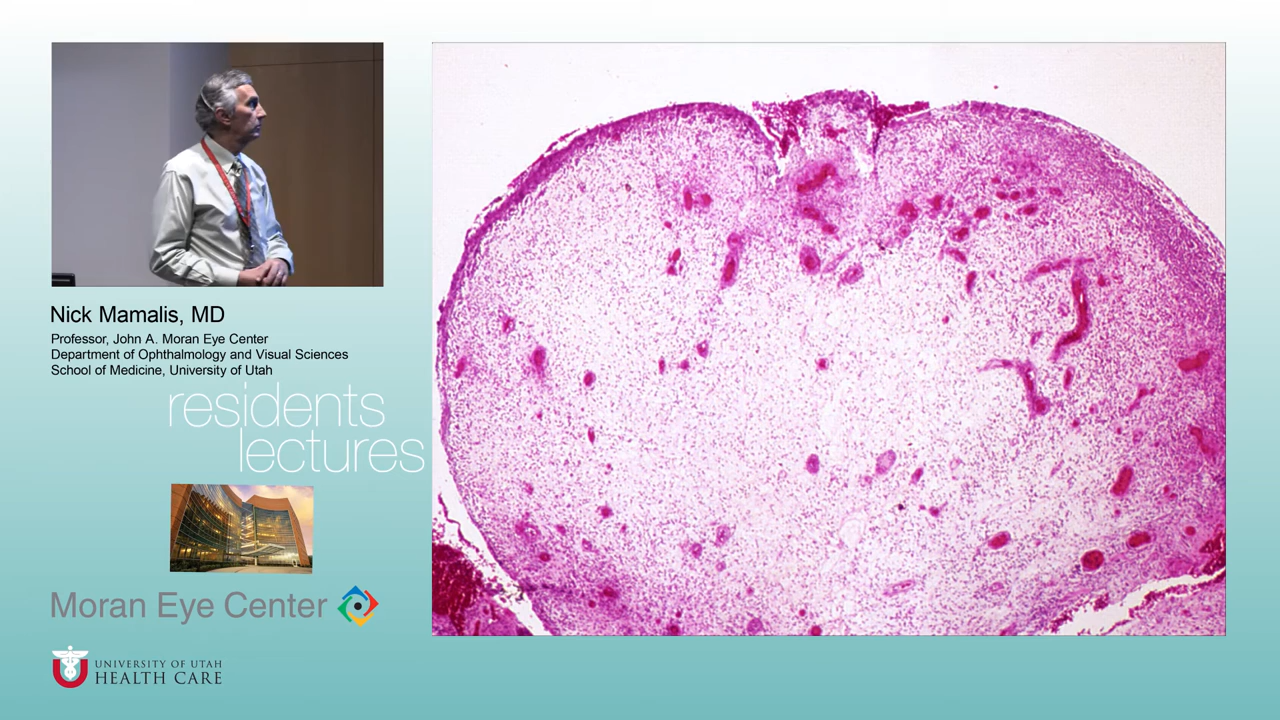 Nick Mamalis, MD
Professor, John A. Moran Eye Center
Department of Ophthalmology and Visual Sciences
School of Medicine, University of Utah
residents
lectures
Moran Eye Center
UNIVERSITY OF UTAH
HEALTH CARE